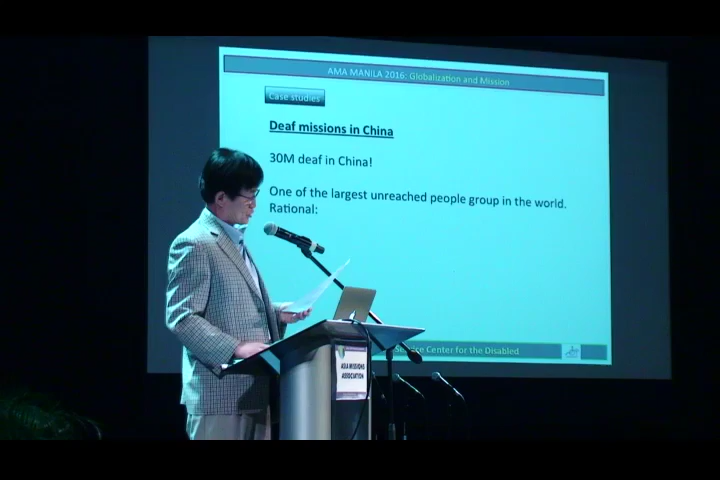 AMA MANILA 2016: Globalization and Mission
Case studies
Deaf missions in China
30M deaf in China!
One of the largest unreached people group in the world.
Rational:
Center for the Disabled
ASIA MISSIONS
ASSOCIATION